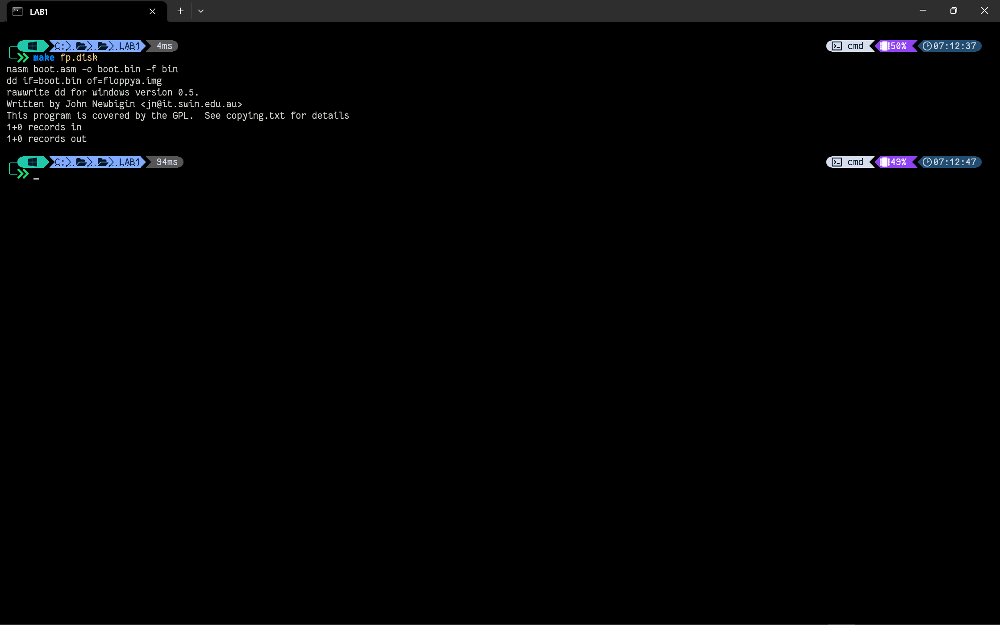 LAB1
C: LAB1 4ms cmd 50% 07:12:37
make fp.disk
nasm boot.asm -o boot.bin -f bin
dd if=boot.bin of=floppya.img
rawwrite dd for windows version 0.5.
Written by John Newbigin <jn@it.swin.edu.au>
This program is covered by the GPL.  See copying.txt for details
1+0 records in
1+0 records out
C: LAB1 94ms cmd 49% 07:12:47